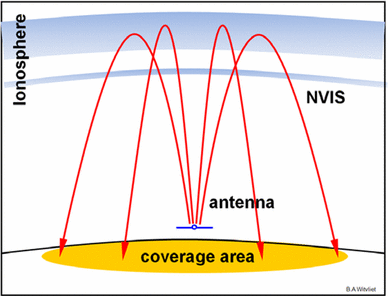 Ionosphere
NVIS
antenna
coverage area
B.A.Witvliet